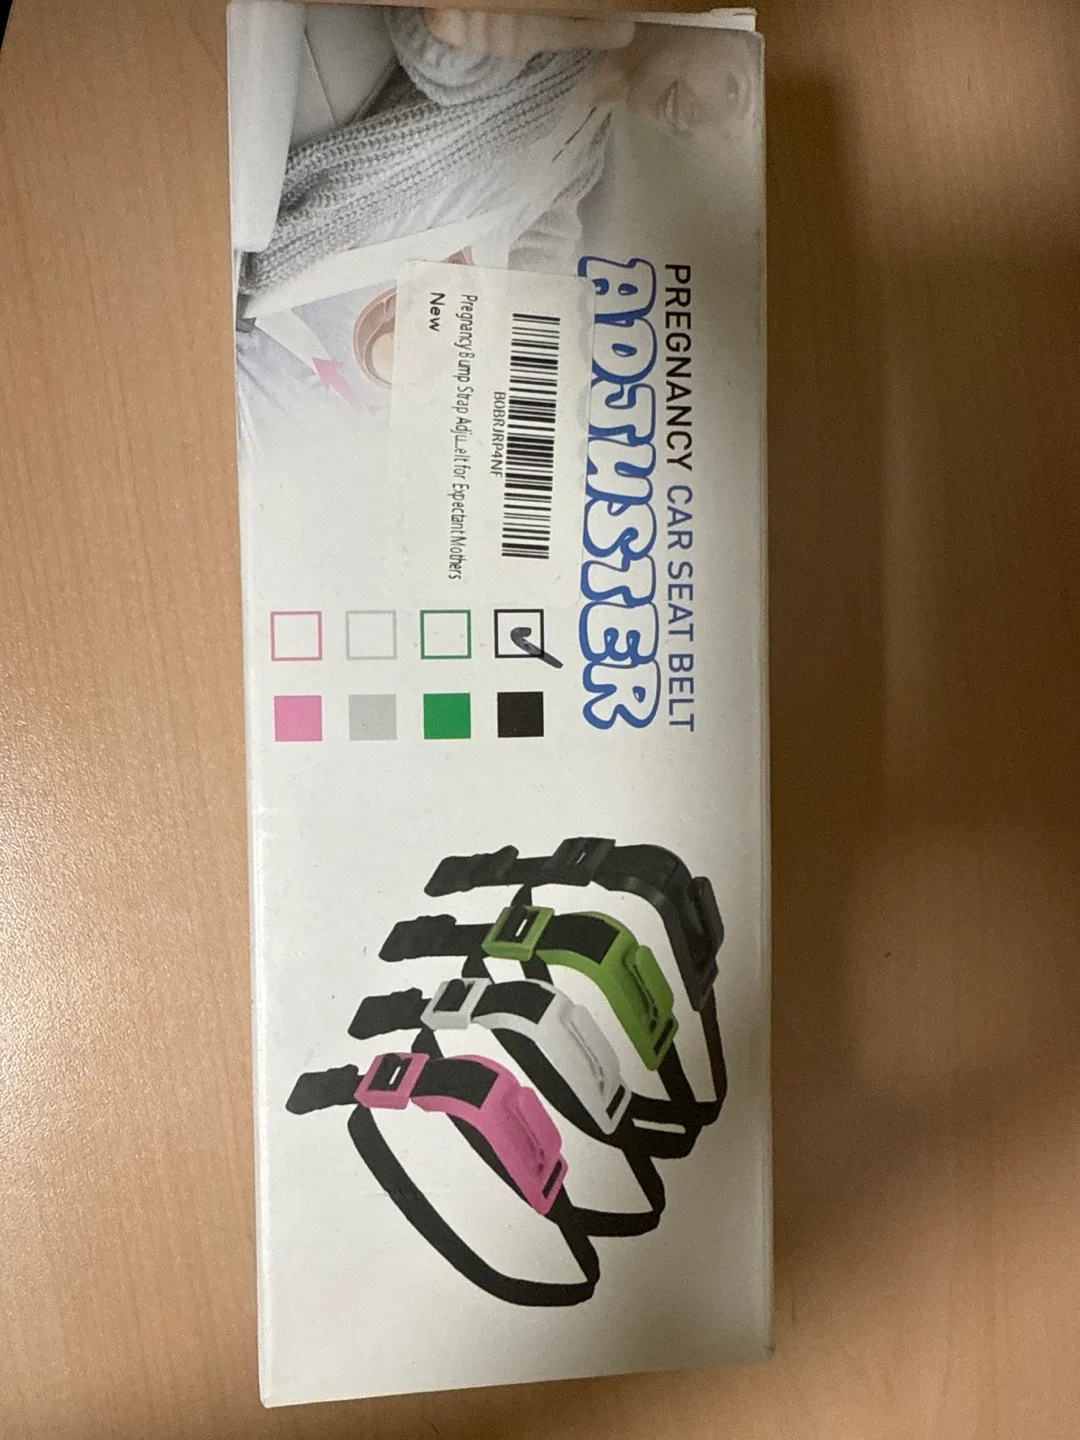 PREGNANCY CAR SEAT BELT
ADJUSTER
B0BRJRP4NF
Pregnancy Bump Strap Adju...elt for Expectant Mothers
New